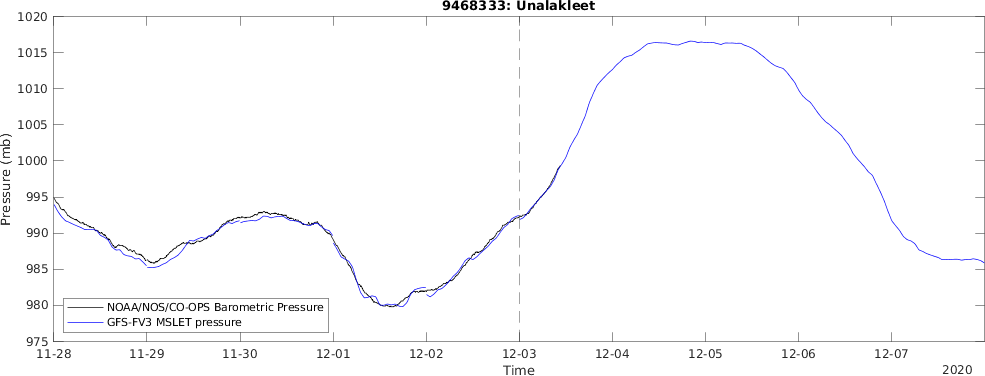 9468333: Unalakleet
1020
1015
1010
1005
1000
995
990
985
980
975
Pressure (mb)
NOAA/NOS/CO-OPS Barometric Pressure
GFS-FV3 MSLET pressure
11-28 11-29 11-30 12-01 12-02 12-03 12-04 12-05 12-06 12-07
Time
2020